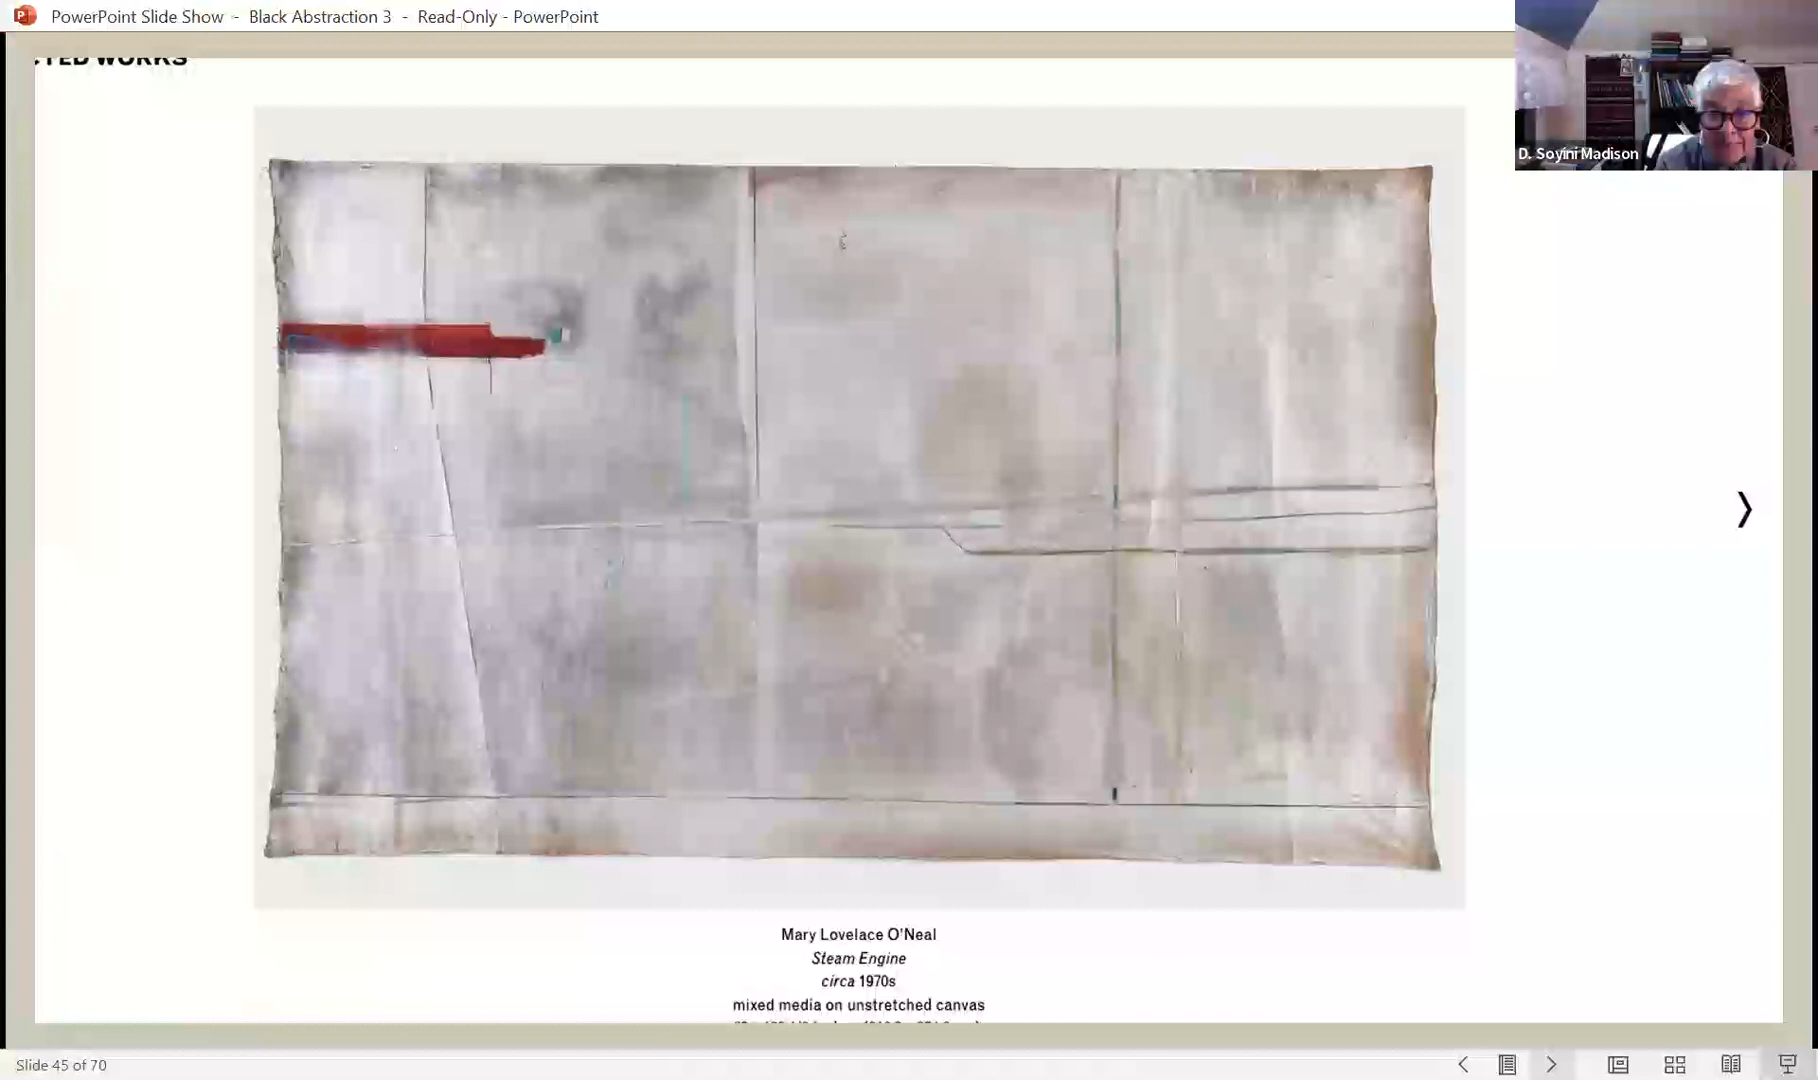 PowerPoint Slide Show - Black Abstraction 3 - Read-Only - PowerPoint
WORKS
D. Soyini Madison
Mary Lovelace O'Neal
Steam Engine
circa 1970s
mixed media on unstretched canvas
Slide 45 of 70